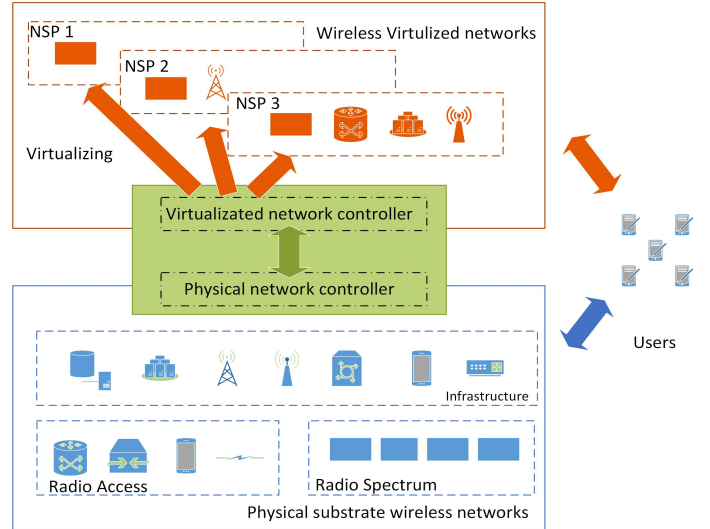 NSP 1
Wireless Virtulized networks
NSP 2
NSP 3
Virtualizing
Virtualizated network controller
Physical network controller
Users
Infrastructure
Radio Access
Radio Spectrum
Physical substrate wireless networks